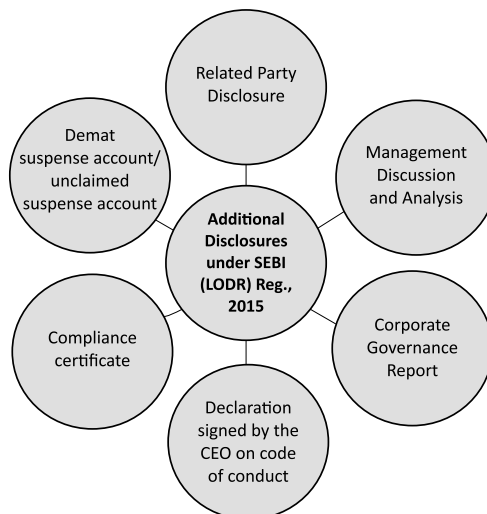 Related Party
Disclosure
Demat
suspense account/
unclaimed
suspense account
Management
Discussion
and Analysis
Additional
Disclosures
under SEBI
(LODR) Reg.,
2015
Compliance
certificate
Corporate
Governance
Report
Declaration
signed by the
CEO on code
of conduct